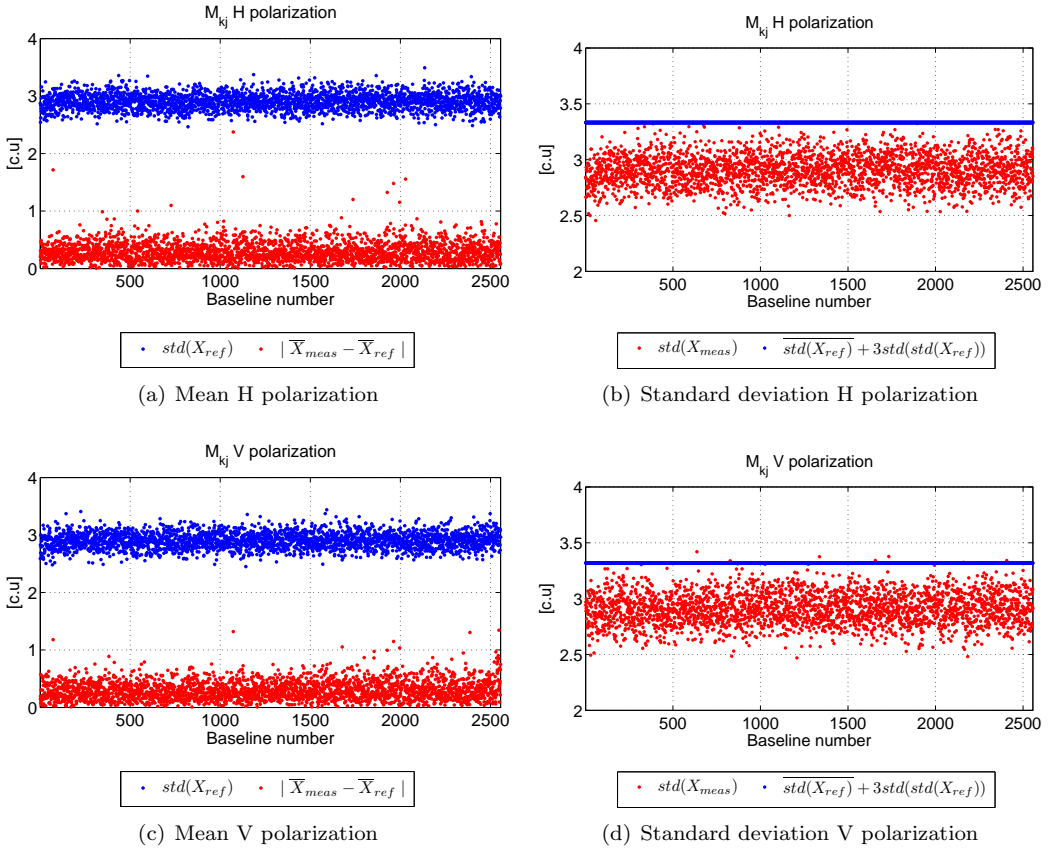 M_kj H polarization
[c.u]
4
3
2
1
0
500 1000 1500 2000 2500
Baseline number
std(X_ref) | X̅_meas − X̅_ref |
(a) Mean H polarization
M_kj H polarization
[c.u]
4
3.5
3
2.5
2
500 1000 1500 2000 2500
Baseline number
std(X_meas) \overline{std(X_ref)} + 3std(std(X_ref))
(b) Standard deviation H polarization
M_kj V polarization
[c.u]
4
3
2
1
0
500 1000 1500 2000 2500
Baseline number
std(X_ref) | X̅_meas − X̅_ref |
(c) Mean V polarization
M_kj V polarization
[c.u]
4
3.5
3
2.5
2
500 1000 1500 2000 2500
Baseline number
std(X_meas) \overline{std(X_ref)} + 3std(std(X_ref))
(d) Standard deviation V polarization